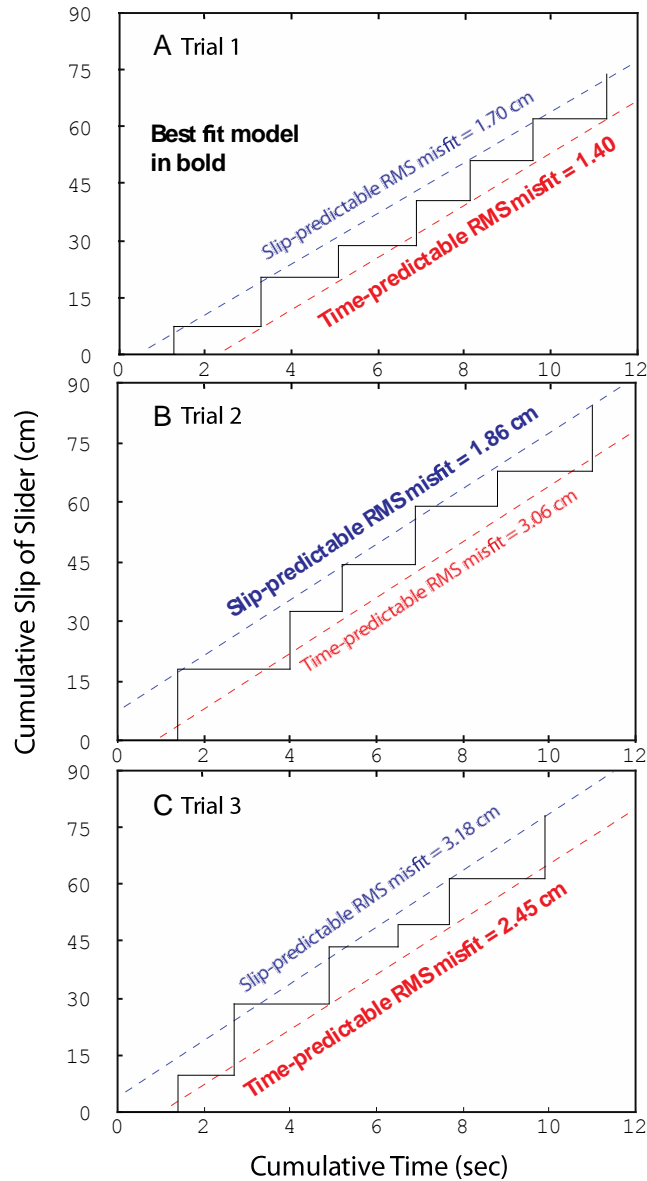 A Trial 1
Best fit model
in bold
Slip-predictable RMS misfit = 1.70 cm
Time-predictable RMS misfit = 1.40
90
75
60
45
30
15
0
0 2 4 6 8 10 12
B Trial 2
Slip-predictable RMS misfit = 1.86 cm
Time-predictable RMS misfit = 3.06 cm
90
75
60
45
30
15
0
0 2 4 6 8 10 12
C Trial 3
Slip-predictable RMS misfit = 3.18 cm
Time-predictable RMS misfit = 2.45 cm
90
75
60
45
30
15
0
0 2 4 6 8 10 12
Cumulative Slip of Slider (cm)
Cumulative Time (sec)